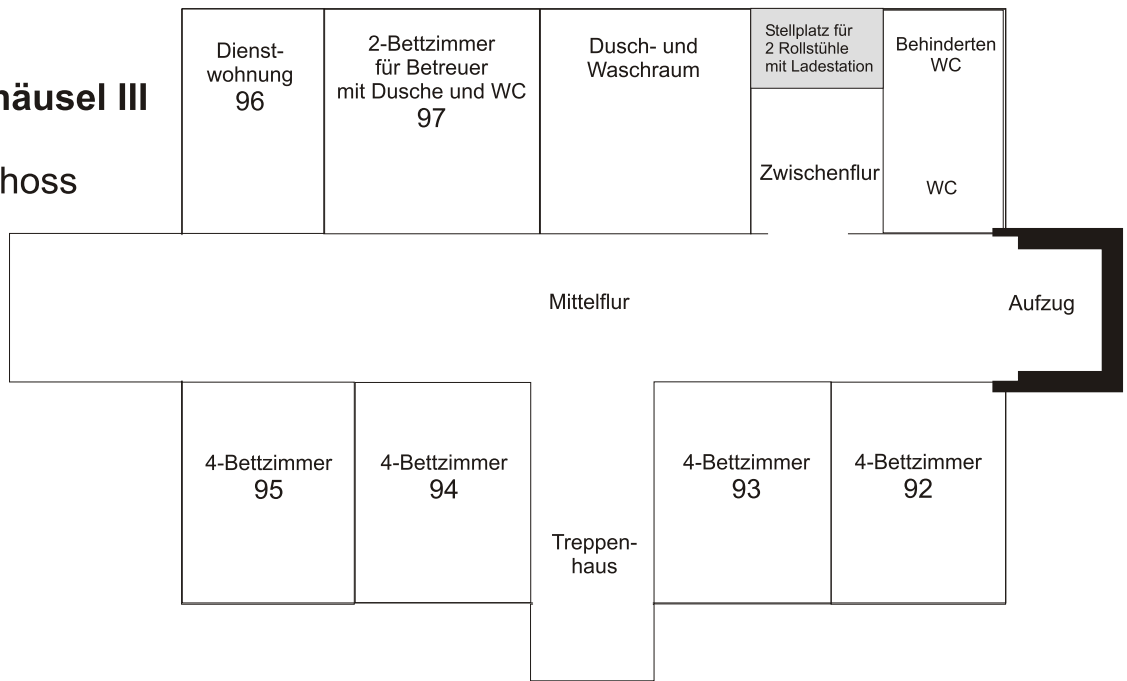 häusel III
hoss
Dienst-
wohnung
96
2-Bettzimmer
für Betreuer
mit Dusche und WC
97
Dusch- und
Waschraum
Stellplatz für
2 Rollstühle
mit Ladestation
Behinderten
WC
Zwischenflur
WC
Mittelflur
Aufzug
4-Bettzimmer
95
4-Bettzimmer
94
Treppen-
haus
4-Bettzimmer
93
4-Bettzimmer
92